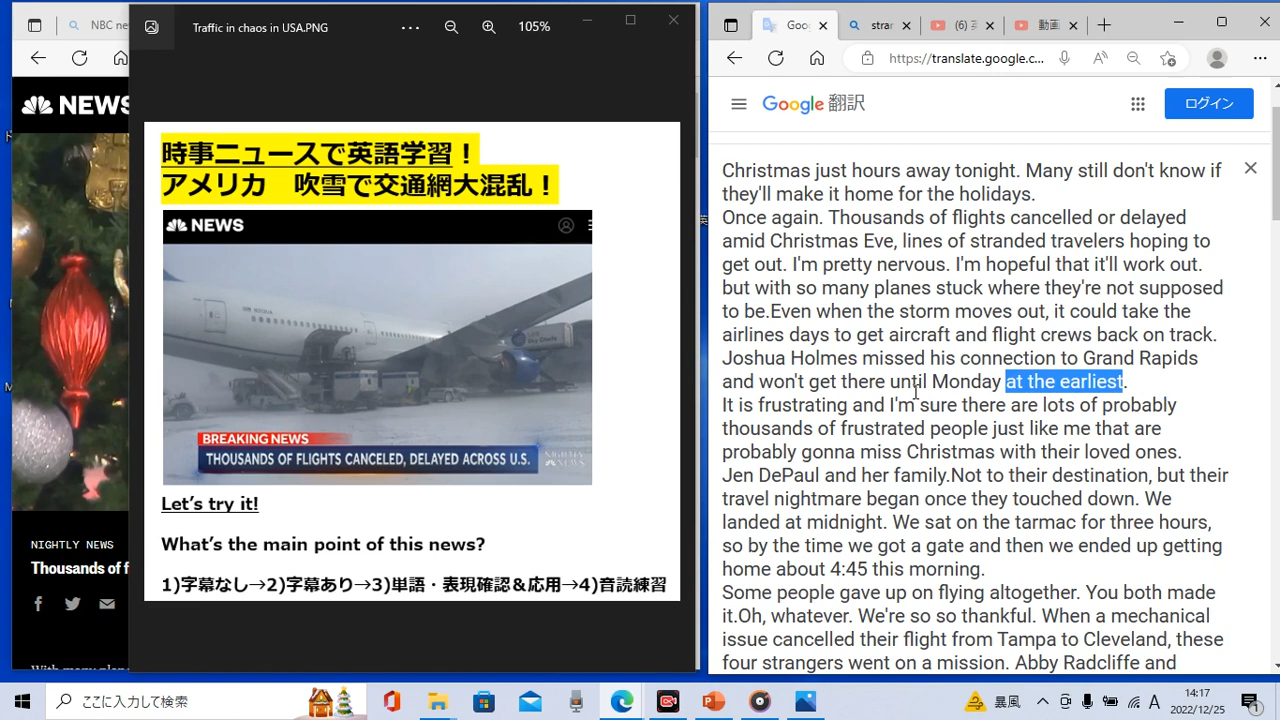 NBC ne
NEWS
NIGHTLY NEWS
Thousands of f
With many plan
Traffic in chaos in USA.PNG
105%
時事ニュースで英語学習！
アメリカ　吹雪で交通網大混乱！
NEWS
BREAKING NEWS
THOUSANDS OF FLIGHTS CANCELED, DELAYED ACROSS U.S.
NIGHTLY NEWS
Let's try it!
What's the main point of this news?
1)字幕なし→2)字幕あり→3)単語・表現確認＆応用→4)音読練習
Goog
strar
(6) 
動画
https://translate.google.c...
Google 翻訳
ログイン
Christmas just hours away tonight. Many still don't know if
they'll make it home for the holidays.
Once again. Thousands of flights cancelled or delayed
amid Christmas Eve, lines of stranded travelers hoping to
get out. I'm pretty nervous. I'm hopeful that it'll work out.
but with so many planes stuck where they're not supposed
to be.Even when the storm moves out, it could take the
airlines days to get aircraft and flight crews back on track.
Joshua Holmes missed his connection to Grand Rapids
and won't get there until Monday at the earliest.
It is frustrating and I'm sure there are lots of probably
thousands of frustrated people just like me that are
probably gonna miss Christmas with their loved ones.
Jen DePaul and her family.Not to their destination, but their
travel nightmare began once they touched down. We
landed at midnight. We sat on the tarmac for three hours,
so by the time we got a gate and then we ended up getting
home about 4:45 this morning.
Some people gave up on flying altogether. You both made
it.Oh, whatever. We're so so thankful. When a mechanical
issue cancelled their flight from Tampa to Cleveland, these
four strangers went on a mission. Abby Radcliffe and
ここに入力して検索
暴風
A
14:17
2022/12/25